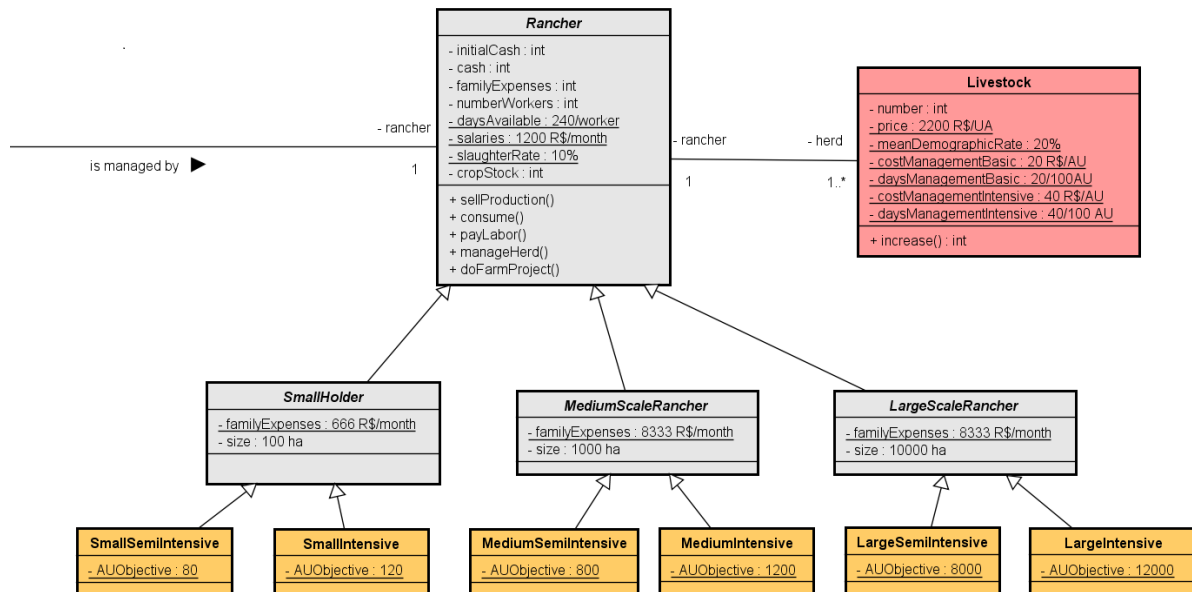 Rancher
- initialCash : int
- cash : int
- familyExpenses : int
- numberWorkers : int
- daysAvailable : 240/worker
- salaries : 1200 R$/month
- slaughterRate : 10%
- cropStock : int
+ sellProduction()
+ consume()
+ payLabor()
+ manageHerd()
+ doFarmProject()
- rancher
is managed by ▶
1
- rancher
1
- herd
1..*
Livestock
- number : int
- price : 2200 R$/UA
- meanDemographicRate : 20%
- costManagementBasic : 20 R$/AU
- daysManagementBasic : 20/100AU
- costManagementIntensive : 40 R$/AU
- daysManagementIntensive : 40/100 AU
+ increase() : int
SmallHolder
- familyExpenses : 666 R$/month
- size : 100 ha
MediumScaleRancher
- familyExpenses : 8333 R$/month
- size : 1000 ha
LargeScaleRancher
- familyExpenses : 8333 R$/month
- size : 10000 ha
SmallSemiIntensive
- AUObjective : 80
SmallIntensive
- AUObjective : 120
MediumSemiIntensive
- AUObjective : 800
MediumIntensive
- AUObjective : 1200
LargeSemiIntensive
- AUObjective : 8000
LargeIntensive
- AUObjective : 12000